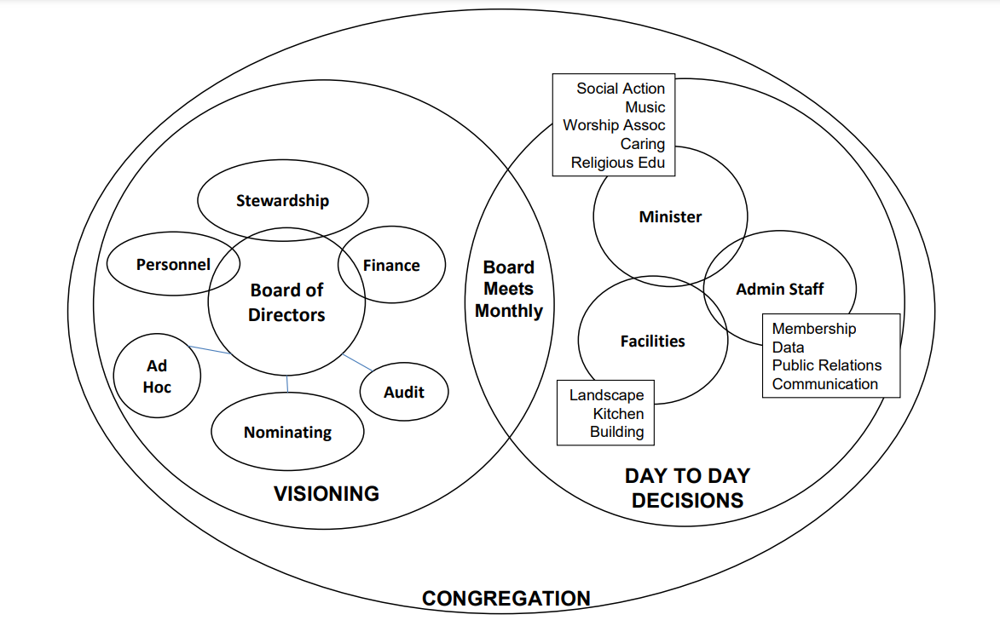 Social Action
Music
Worship Assoc
Caring
Religious Edu
Stewardship
Minister
Personnel
Finance
Board of
Directors
Board
Meets
Monthly
Admin Staff
Facilities
Membership
Data
Public Relations
Communication
Ad
Hoc
Audit
Landscape
Kitchen
Building
Nominating
VISIONING
DAY TO DAY
DECISIONS
CONGREGATION